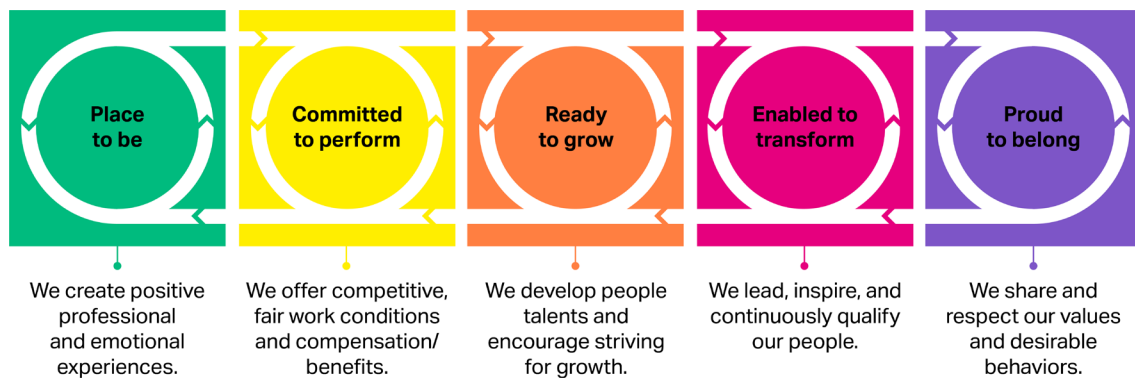 Place
to be
Committed
to perform
Ready
to grow
Enabled to
transform
Proud
to belong
We create positive
professional
and emotional
experiences.
We offer competitive,
fair work conditions
and compensation/
benefits.
We develop people
talents and
encourage striving
for growth.
We lead, inspire, and
continuously qualify
our people.
We share and
respect our values
and desirable
behaviors.